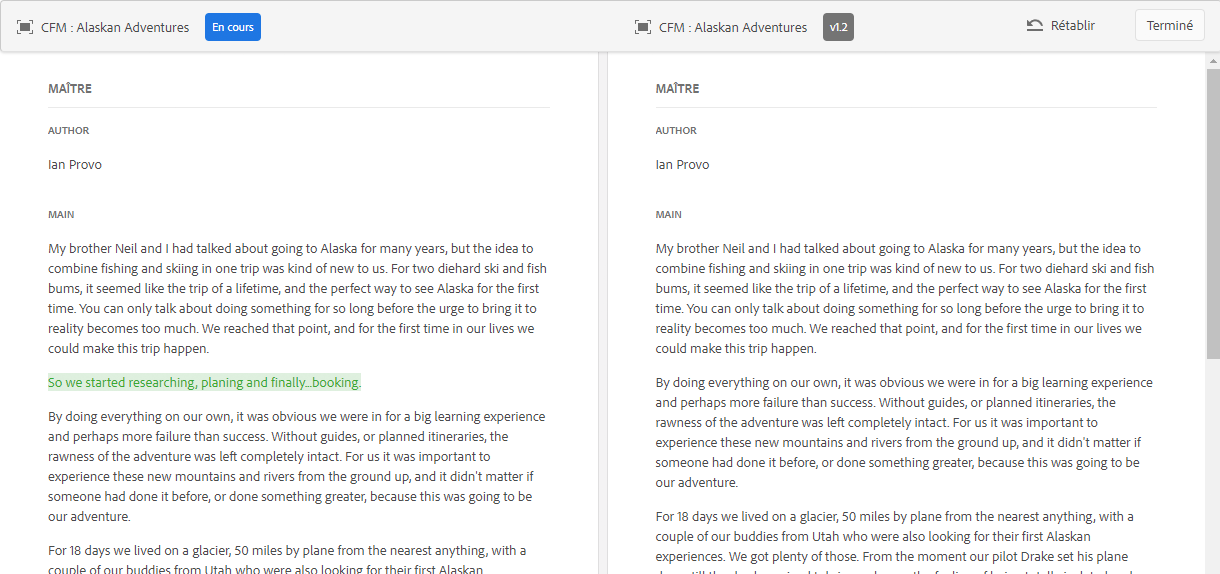 CFM : Alaskan Adventures En cours
CFM : Alaskan Adventures v1.2 Rétablir Terminé
MAÎTRE
AUTHOR
Ian Provo
MAIN
My brother Neil and I had talked about going to Alaska for many years, but the idea to
combine fishing and skiing in one trip was kind of new to us. For two diehard ski and fish
bums, it seemed like the trip of a lifetime, and the perfect way to see Alaska for the first
time. You can only talk about doing something for so long before the urge to bring it to
reality becomes too much. We reached that point, and for the first time in our lives we
could make this trip happen.
So we started researching, planing and finally...booking.
By doing everything on our own, it was obvious we were in for a big learning experience
and perhaps more failure than success. Without guides, or planned itineraries, the
rawness of the adventure was left completely intact. For us it was important to
experience these new mountains and rivers from the ground up, and it didn't matter if
someone had done it before, or done something greater, because this was going to be
our adventure.
For 18 days we lived on a glacier, 50 miles by plane from the nearest anything, with a
couple of our buddies from Utah who were also looking for their first Alaskan
MAÎTRE
AUTHOR
Ian Provo
MAIN
My brother Neil and I had talked about going to Alaska for many years, but the idea to
combine fishing and skiing in one trip was kind of new to us. For two diehard ski and fish
bums, it seemed like the trip of a lifetime, and the perfect way to see Alaska for the first
time. You can only talk about doing something for so long before the urge to bring it to
reality becomes too much. We reached that point, and for the first time in our lives we
could make this trip happen.
By doing everything on our own, it was obvious we were in for a big learning experience
and perhaps more failure than success. Without guides, or planned itineraries, the
rawness of the adventure was left completely intact. For us it was important to
experience these new mountains and rivers from the ground up, and it didn't matter if
someone had done it before, or done something greater, because this was going to be
our adventure.
For 18 days we lived on a glacier, 50 miles by plane from the nearest anything, with a
couple of our buddies from Utah who were also looking for their first Alaskan
experiences. We got plenty of those. From the moment our pilot Drake set his plane